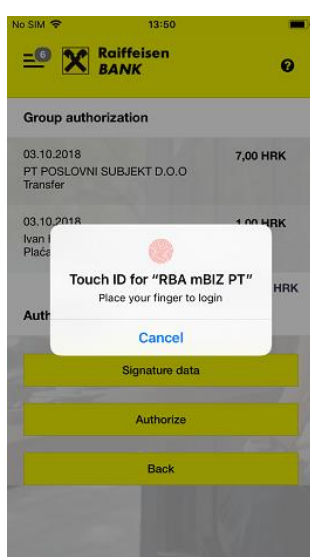 No SIM 13:50
6
Raiffeisen
BANK
?
Group authorization
03.10.2018 7,00 HRK
PT POSLOVNI SUBJEKT D.O.O
Transfer
03.10.2018 1,00 HRK
Ivan
Plaća
HRK
Touch ID for “RBA mBIZ PT”
Place your finger to login
Cancel
Auth
Signature data
Authorize
Back